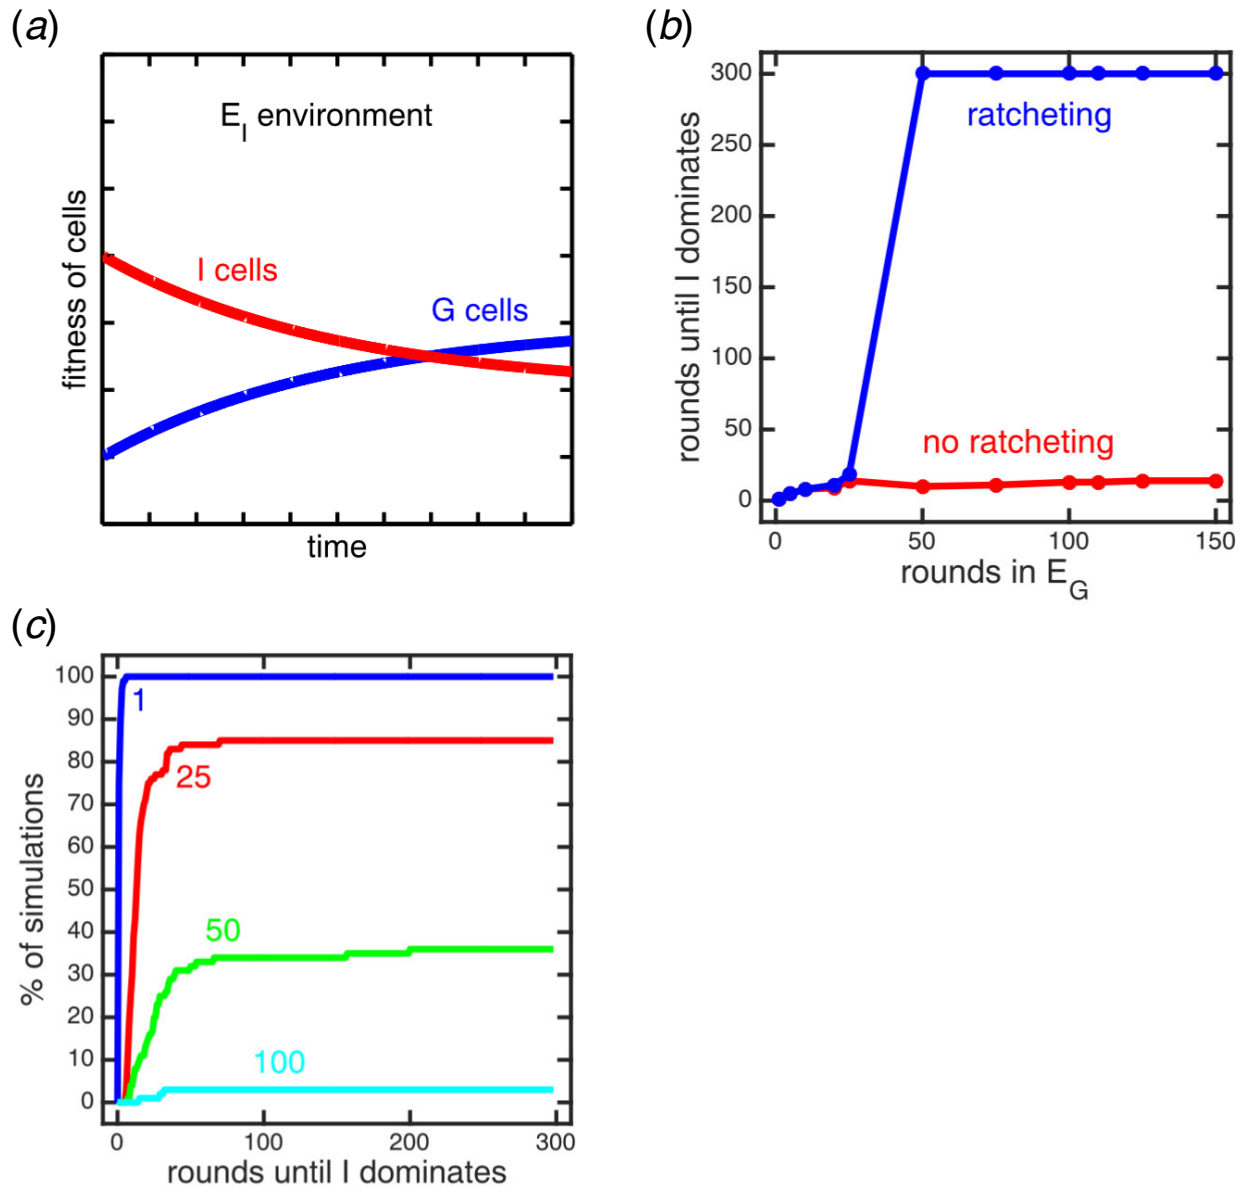 (a)
E_I environment
I cells
G cells
fitness of cells
time
(b)
300
250
200
150
100
50
0
ratcheting
no ratcheting
rounds until I dominates
0 50 100 150
rounds in E_G
(c)
100
90
80
70
60
50
40
30
20
10
0
1
25
50
100
% of simulations
0 100 200 300
rounds until I dominates